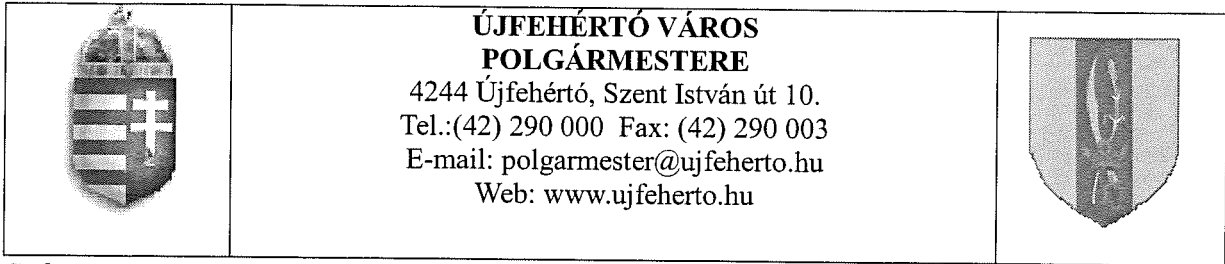 ÚJFEHÉRTÓ VÁROS
POLGÁRMESTERE
4244 Újfehértó, Szent István út 10.
Tel.:(42) 290 000 Fax: (42) 290 003
E-mail: polgarmester@ujfeherto.hu
Web: www.ujfeherto.hu